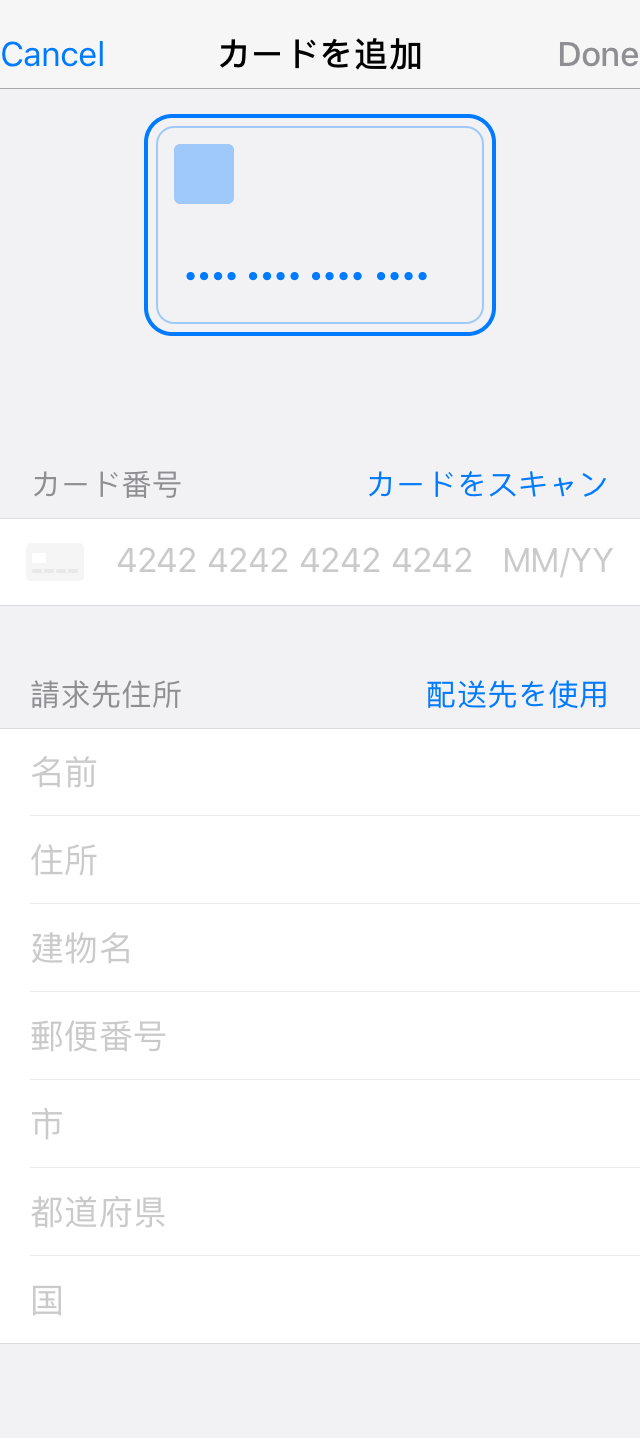 Cancel カードを追加 Done
•••• •••• •••• ••••
カード番号 カードをスキャン
4242 4242 4242 4242 MM/YY
請求先住所 配送先を使用
名前
住所
建物名
郵便番号
市
都道府県
国